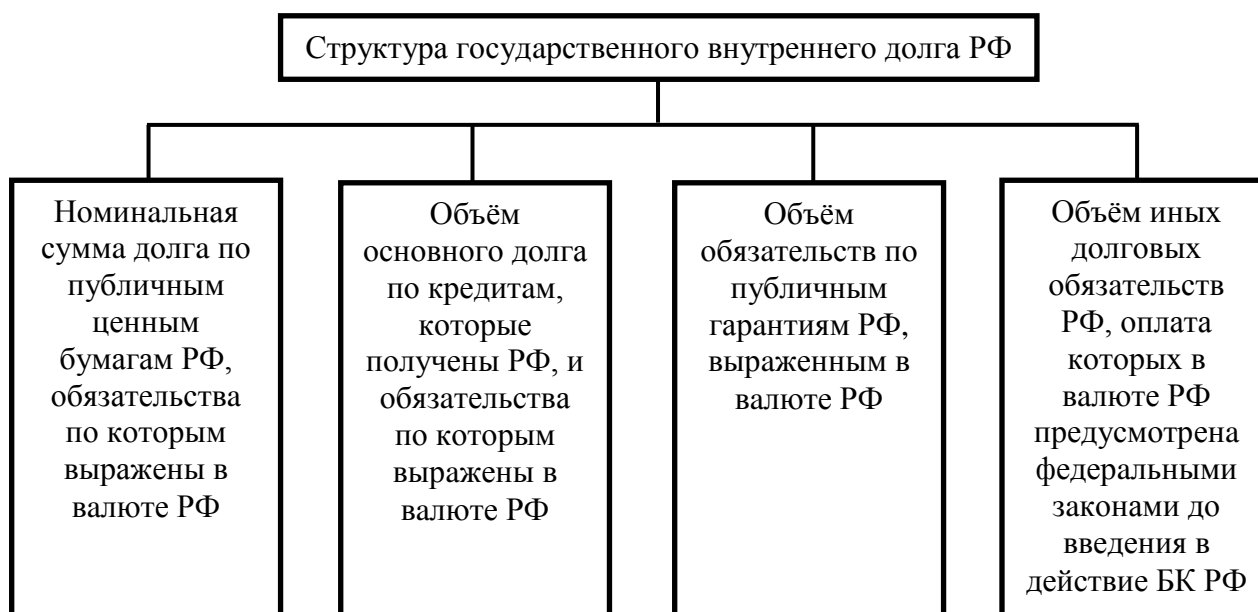 Структура государственного внутреннего долга РФ
Номинальная
сумма долга по
публичным
ценным
бумагам РФ,
обязательства
по которым
выражены в
валюте РФ
Объём
основного долга
по кредитам,
которые
получены РФ, и
обязательства
по которым
выражены в
валюте РФ
Объём
обязательств по
публичным
гарантиям РФ,
выраженным в
валюте РФ
Объём иных
долговых
обязательств
РФ, оплата
которых в
валюте РФ
предусмотрена
федеральными
законами до
введения в
действие БК РФ